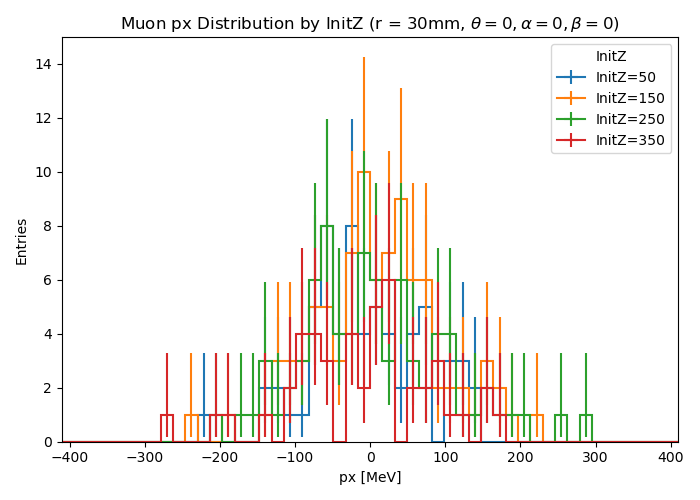 Muon px Distribution by InitZ (r = 30mm, θ = 0, α = 0, β = 0)
InitZ
InitZ=50
InitZ=150
InitZ=250
InitZ=350
Entries
14
12
10
8
6
4
2
0
−400 −300 −200 −100 0 100 200 300 400
px [MeV]